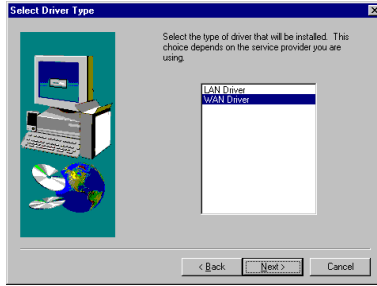 Select Driver Type
Select the type of driver that will be installed. This
choice depends on the service provider you are
using.
LAN Driver
WAN Driver
< Back
Next >
Cancel